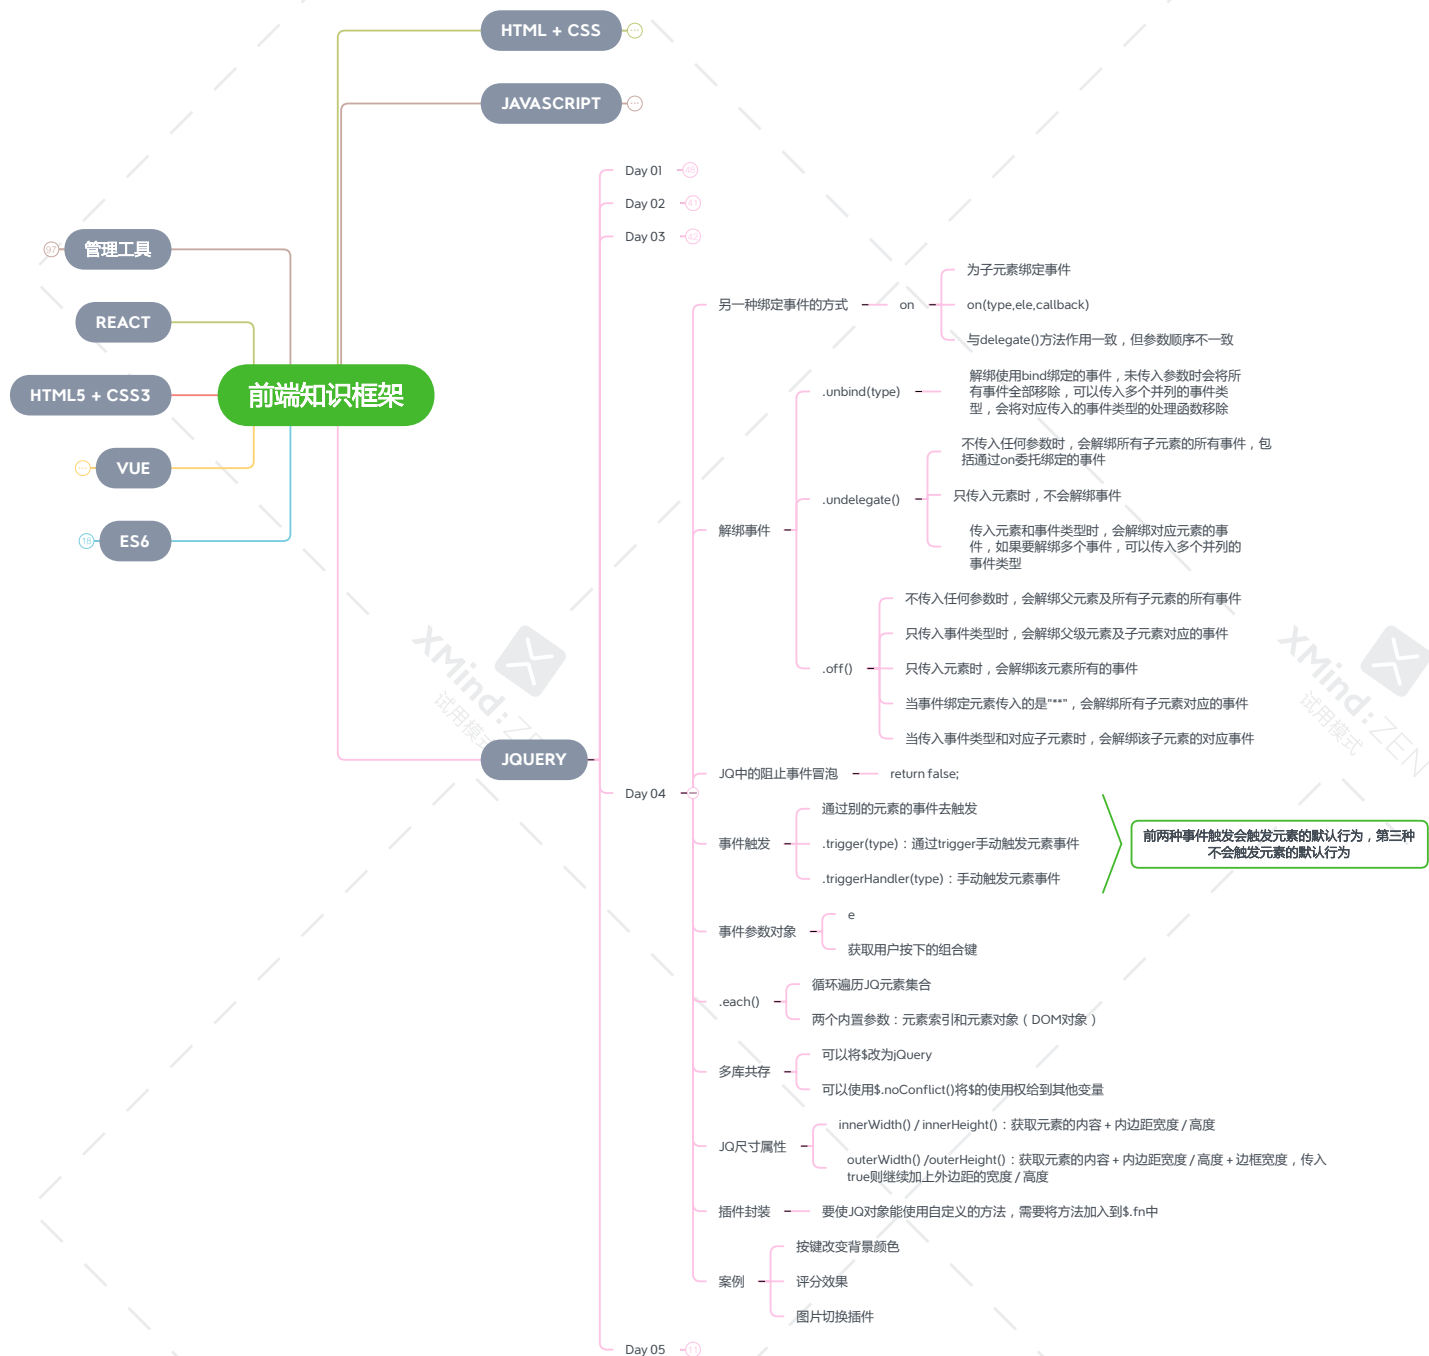 HTML + CSS
JAVASCRIPT
管理工具
97
REACT
HTML5 + CSS3
VUE
ES6
18
前端知识框架
JQUERY
Day 01
48
Day 02
41
Day 03
42
Day 04
另一种绑定事件的方式
on
为子元素绑定事件
on(type,ele,callback)
与delegate()方法作用一致，但参数顺序不一致
解绑事件
.unbind(type)
解绑使用bind绑定的事件，未传入参数时会将所
有事件全部移除，可以传入多个并列的事件类
型，会将对应传入的事件类型的处理函数移除
.undelegate()
不传入任何参数时，会解绑所有子元素的所有事件，包
括通过on委托绑定的事件
只传入元素时，不会解绑事件
传入元素和事件类型时，会解绑对应元素的事
件，如果要解绑多个事件，可以传入多个并列的
事件类型
.off()
不传入任何参数时，会解绑父元素及所有子元素的所有事件
只传入事件类型时，会解绑父级元素及子元素对应的事件
只传入元素时，会解绑该元素所有的事件
当事件绑定元素传入的是"**"，会解绑所有子元素对应的事件
当传入事件类型和对应子元素时，会解绑该子元素的对应事件
JQ中的阻止事件冒泡
return false;
事件触发
通过别的元素的事件去触发
.trigger(type)：通过trigger手动触发元素事件
.triggerHandler(type)：手动触发元素事件
前两种事件触发会触发元素的默认行为，第三种
不会触发元素的默认行为
事件参数对象
e
获取用户按下的组合键
.each()
循环遍历JQ元素集合
两个内置参数：元素索引和元素对象（DOM对象）
多库共存
可以将$改为jQuery
可以使用$.noConflict()将$的使用权给到其他变量
JQ尺寸属性
innerWidth() / innerHeight()：获取元素的内容 + 内边距宽度 / 高度
outerWidth() /outerHeight()：获取元素的内容 + 内边距宽度 / 高度 + 边框宽度，传入
true则继续加上外边距的宽度 / 高度
插件封装
要使JQ对象能使用自定义的方法，需要将方法加入到$.fn中
案例
按键改变背景颜色
评分效果
图片切换插件
Day 05
11
XMind:ZEN
试用模式
XMind:ZEN
试用模式